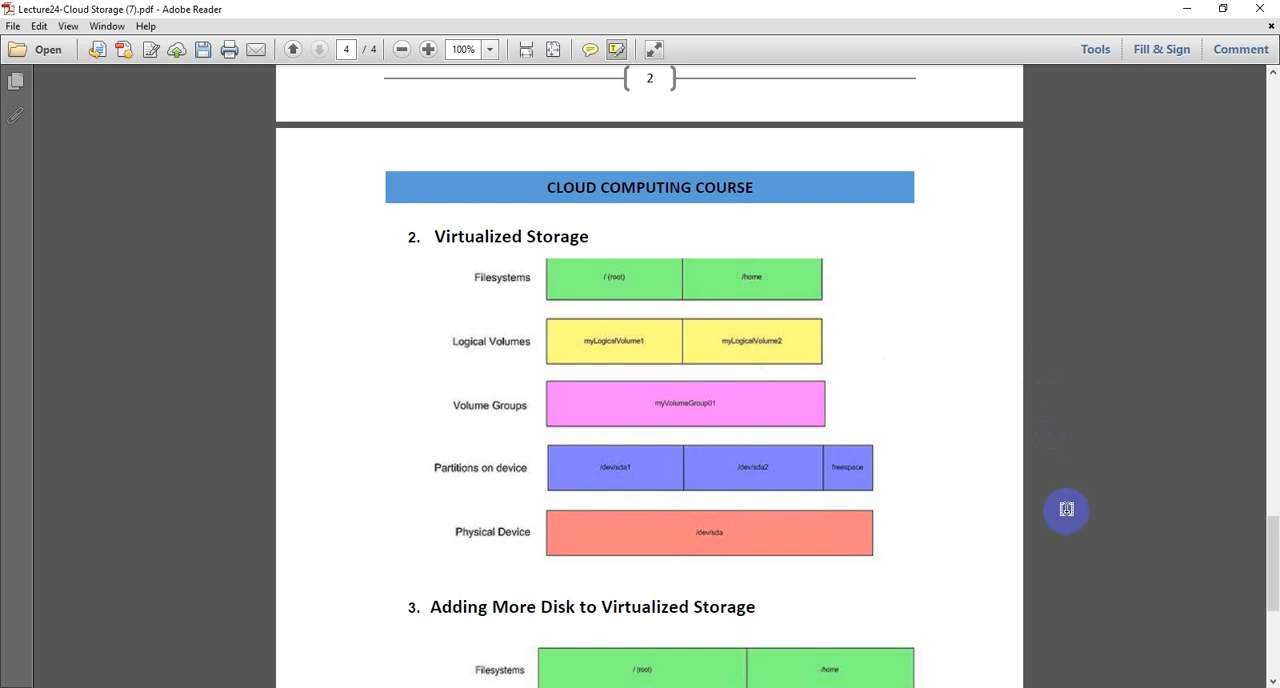 Lecture24-Cloud Storage (7).pdf - Adobe Reader
File Edit View Window Help
Open 4 / 4 100% Tools Fill & Sign Comment
2
CLOUD COMPUTING COURSE
2. Virtualized Storage
Filesystems / (root) /home
Logical Volumes myLogicalVolume1 myLogicalVolume2
Volume Groups myVolumeGroup01
Partitions on device /dev/sda1 /dev/sda2 freespace
Physical Device /dev/sda
3. Adding More Disk to Virtualized Storage
Filesystems / (root) /home